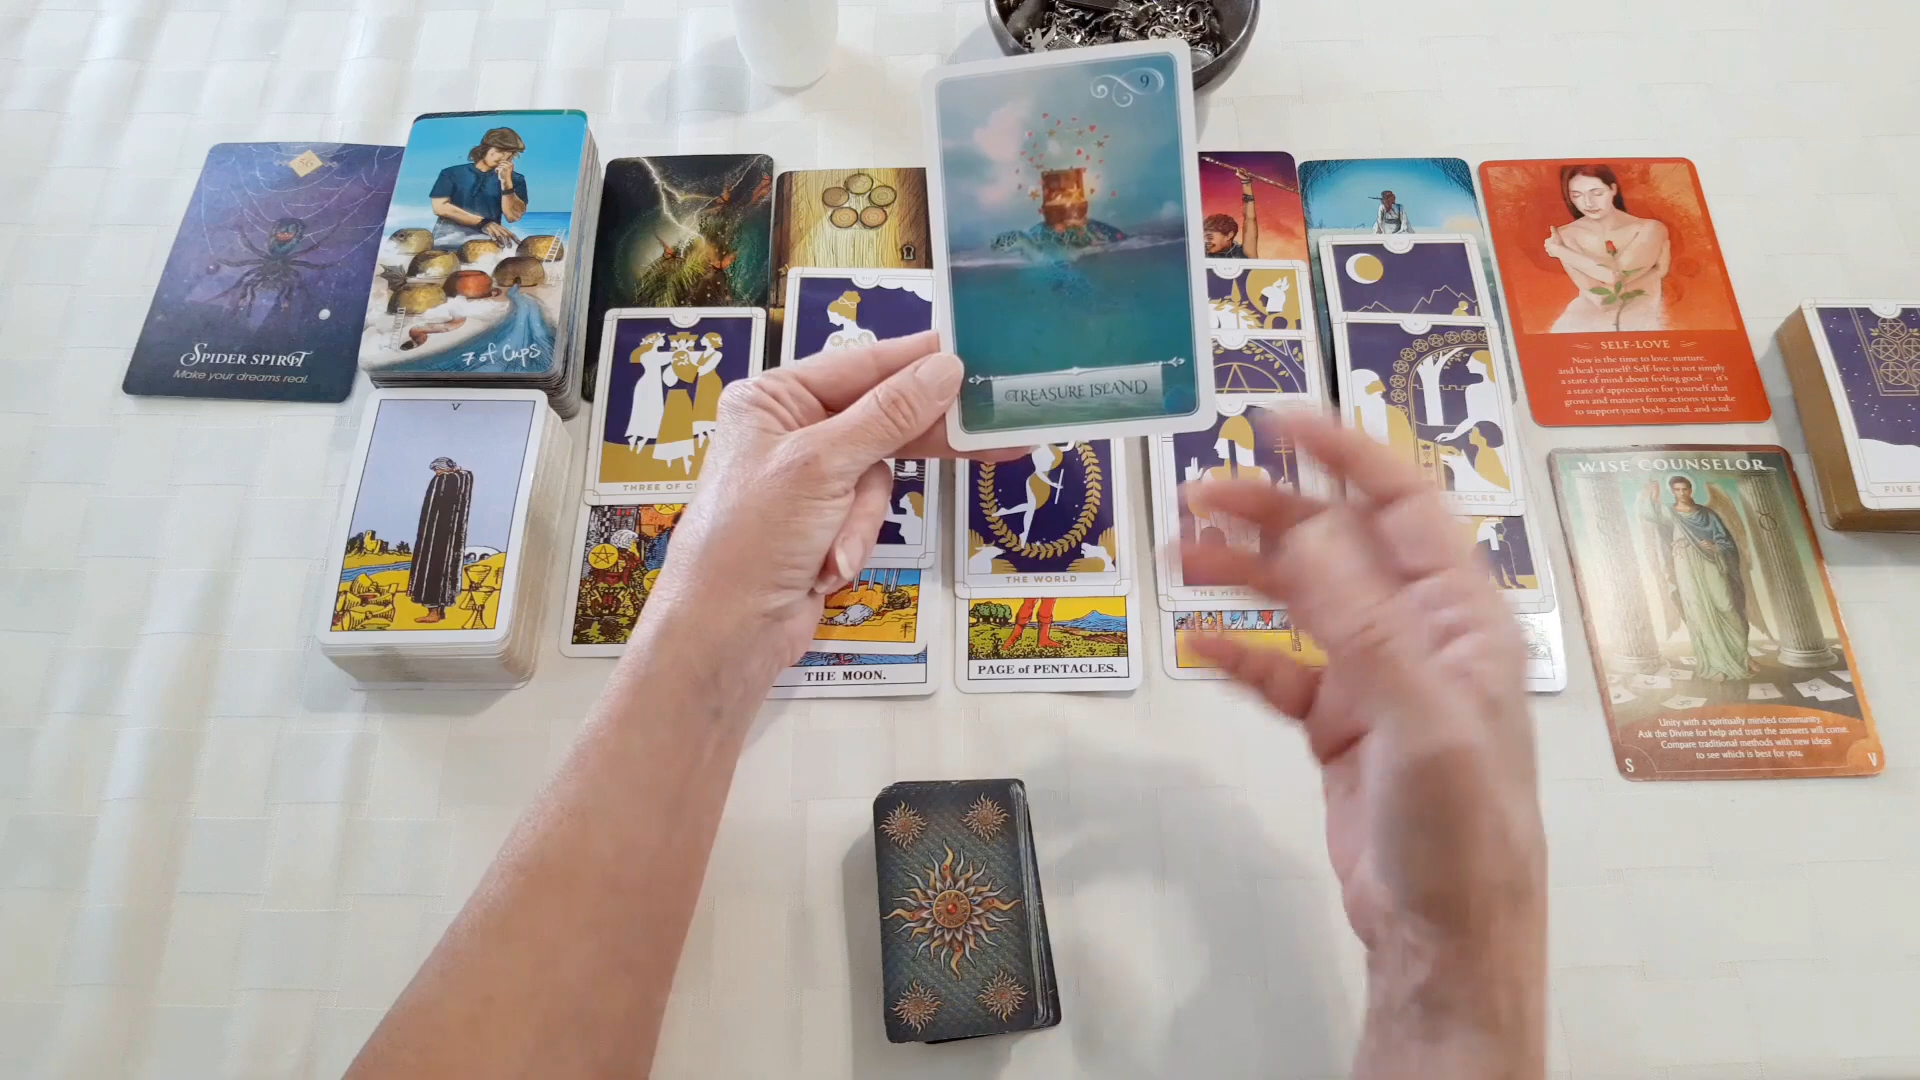 9
56
SPIDER SPIRIT
Make your dreams real.
7 of Cups
V
THREE OF
TREASURE ISLAND
SELF-LOVE
Now is the time to love, nurture,
and heal yourself! Self-love is not simply
a state of mind about feeling good — it's
a state of appreciation for yourself that
grows and matures from actions you take
to support your body, mind, and soul.
WISE COUNSELOR
Unity with a spiritually minded community.
Ask the Divine for help and trust the answers will come.
Compare traditional methods with new ideas
to see which is best for you.
S
V
FIVE
THE WORLD
THE
THE MOON.
PAGE of PENTACLES.